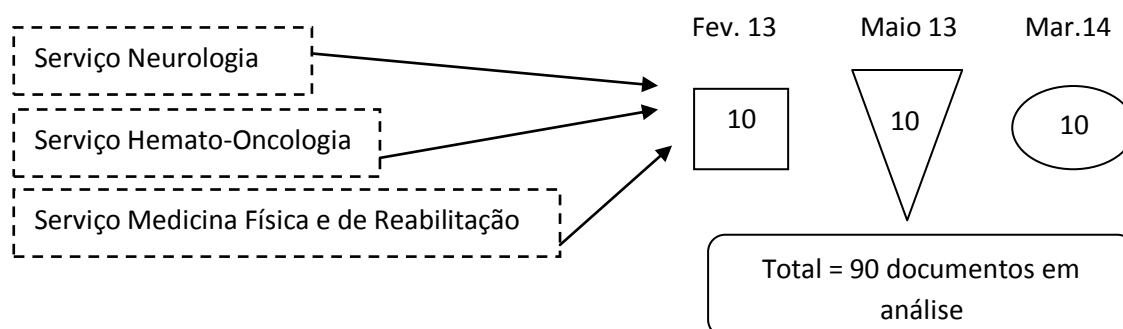 Fev. 13 Maio 13 Mar.14
Serviço Neurologia
Serviço Hemato-Oncologia
Serviço Medicina Física e de Reabilitação
10 10 10
Total = 90 documentos em
análise